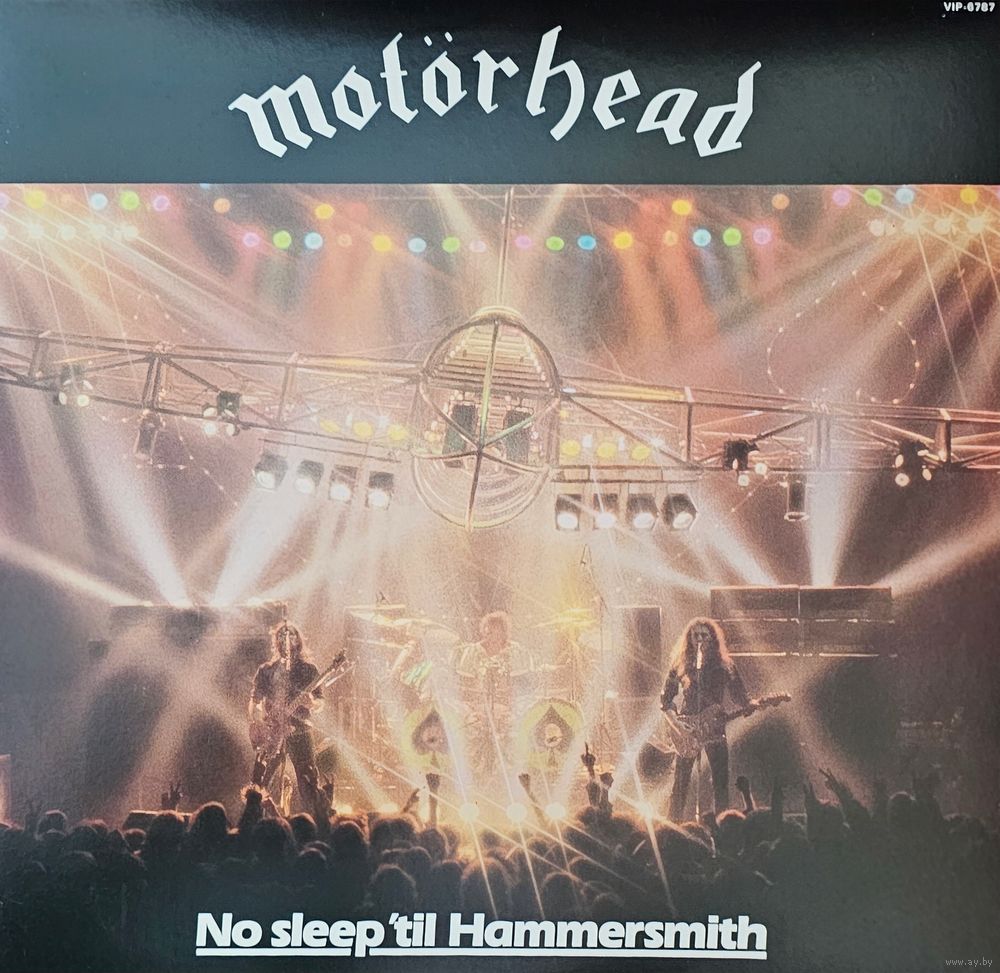 VIP-6787
motörhead
No sleep 'til Hammersmith
www.ay.by